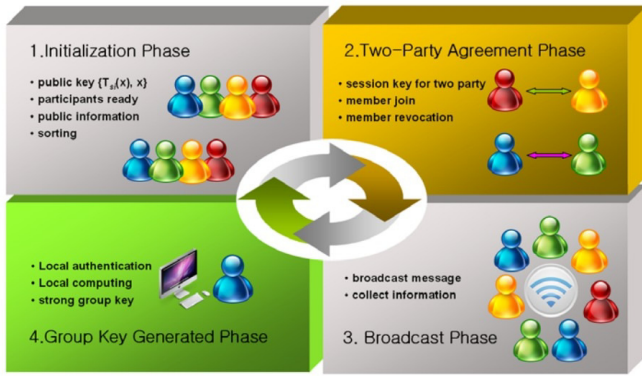 1.Initialization Phase
• public key {Tai(x), x}
• participants ready
• public information
• sorting
2.Two-Party Agreement Phase
• session key for two party
• member join
• member revocation
• Local authentication
• Local computing
• strong group key
4.Group Key Generated Phase
• broadcast message
• collect information
3. Broadcast Phase